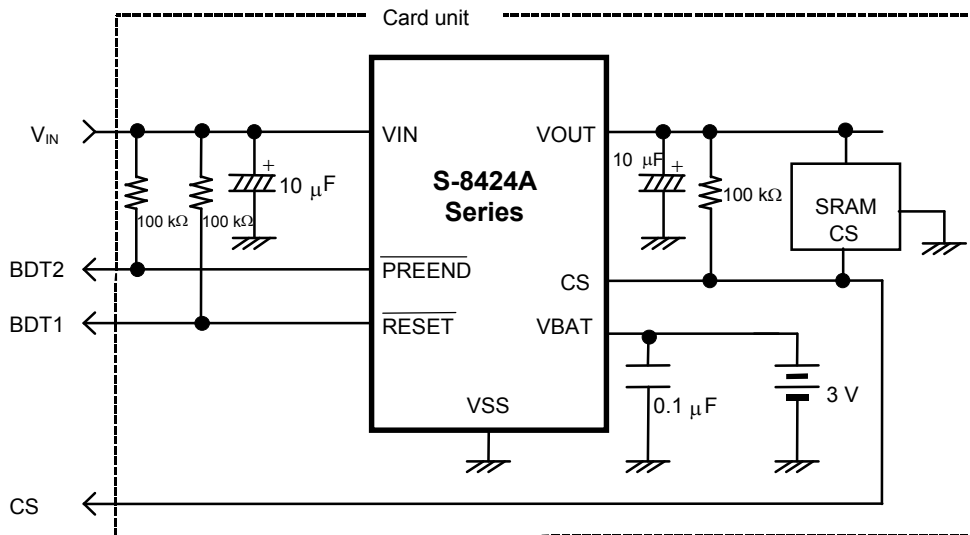 Card unit
V_IN
VIN
VOUT
+
10 μF
100 kΩ
100 kΩ
S-8424A
Series
10 μF
+
100 kΩ
SRAM
CS
BDT2
PREEND
CS
BDT1
RESET
VBAT
VSS
0.1 μF
3 V
CS